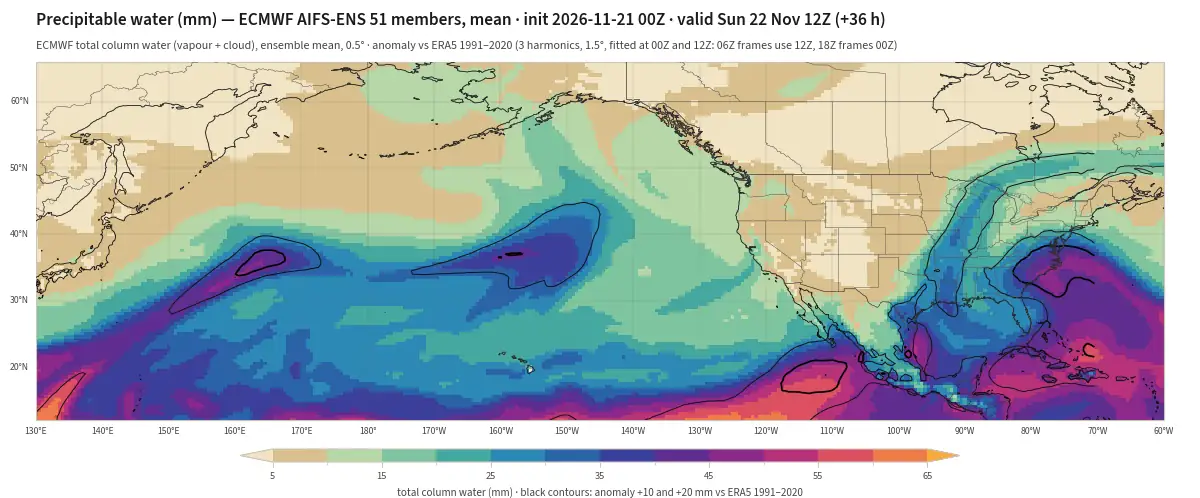 Precipitable water (mm) — ECMWF AIFS-ENS 51 members, mean · init 2026-11-21 00Z · valid Sun 22 Nov 12Z (+36 h)
ECMWF total column water (vapour + cloud), ensemble mean, 0.5° · anomaly vs ERA5 1991–2020 (3 harmonics, 1.5°, fitted at 00Z and 12Z: 06Z frames use 12Z, 18Z frames 00Z)
60°N
50°N
40°N
30°N
20°N
130°E 140°E 150°E 160°E 170°E 180° 170°W 160°W 150°W 140°W 130°W 120°W 110°W 100°W 90°W 80°W 70°W 60°W
5 15 25 35 45 55 65
total column water (mm) · black contours: anomaly +10 and +20 mm vs ERA5 1991–2020